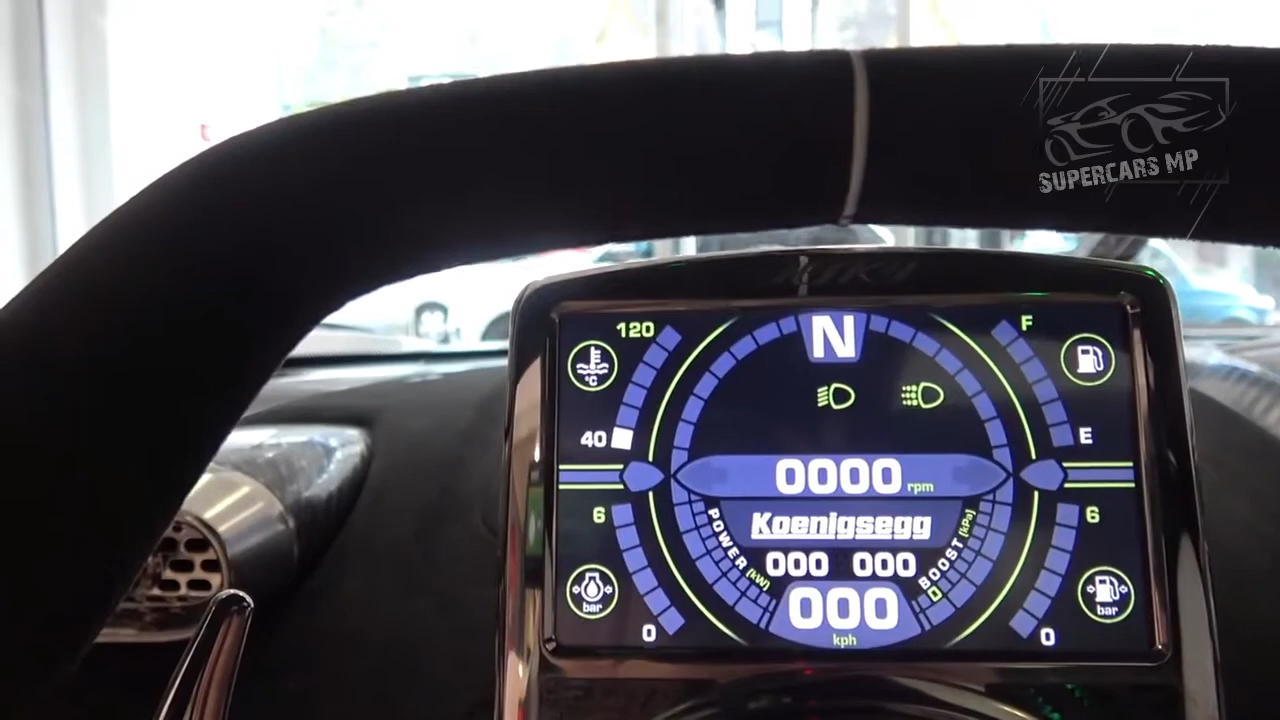 SUPERCARS MP
120
F
N
E
°C
40
E
0000 rpm
6
6
Koenigsegg
POWER [kW]
BOOST [kPa]
000 000
000
bar
bar
0
0
kph